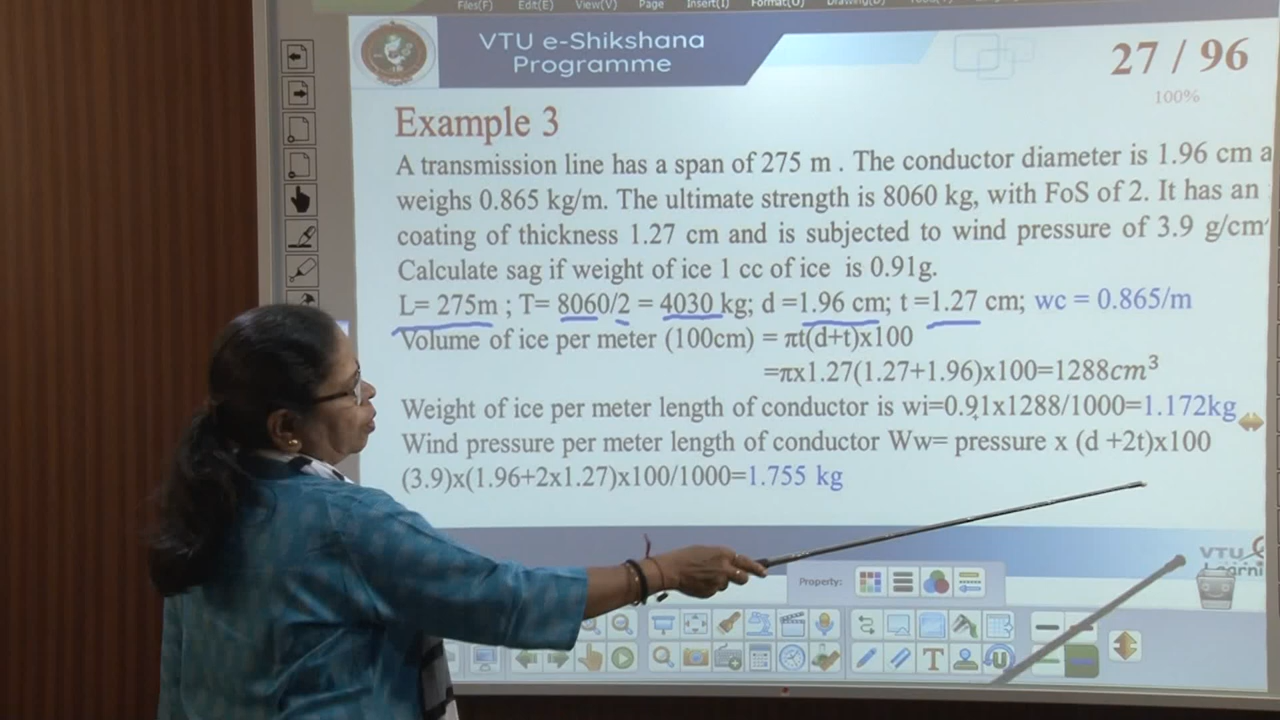 Files(F) Edit(E) View(V) Page Insert(I) Format(O) Drawing(D)
VTU e-Shikshana
Programme
27 / 96
100%
Example 3
A transmission line has a span of 275 m . The conductor diameter is 1.96 cm a
weighs 0.865 kg/m. The ultimate strength is 8060 kg, with FoS of 2. It has an
coating of thickness 1.27 cm and is subjected to wind pressure of 3.9 g/cm
Calculate sag if weight of ice 1 cc of ice is 0.91g.
L= 275m ; T= 8060/2 = 4030 kg; d =1.96 cm; t =1.27 cm; wc = 0.865/m
Volume of ice per meter (100cm) = πt(d+t)x100
=πx1.27(1.27+1.96)x100=1288cm³
Weight of ice per meter length of conductor is wi=0.91x1288/1000=1.172kg
Wind pressure per meter length of conductor Ww= pressure x (d +2t)x100
(3.9)x(1.96+2x1.27)x100/1000=1.755 kg
VTU
Learni
Property: